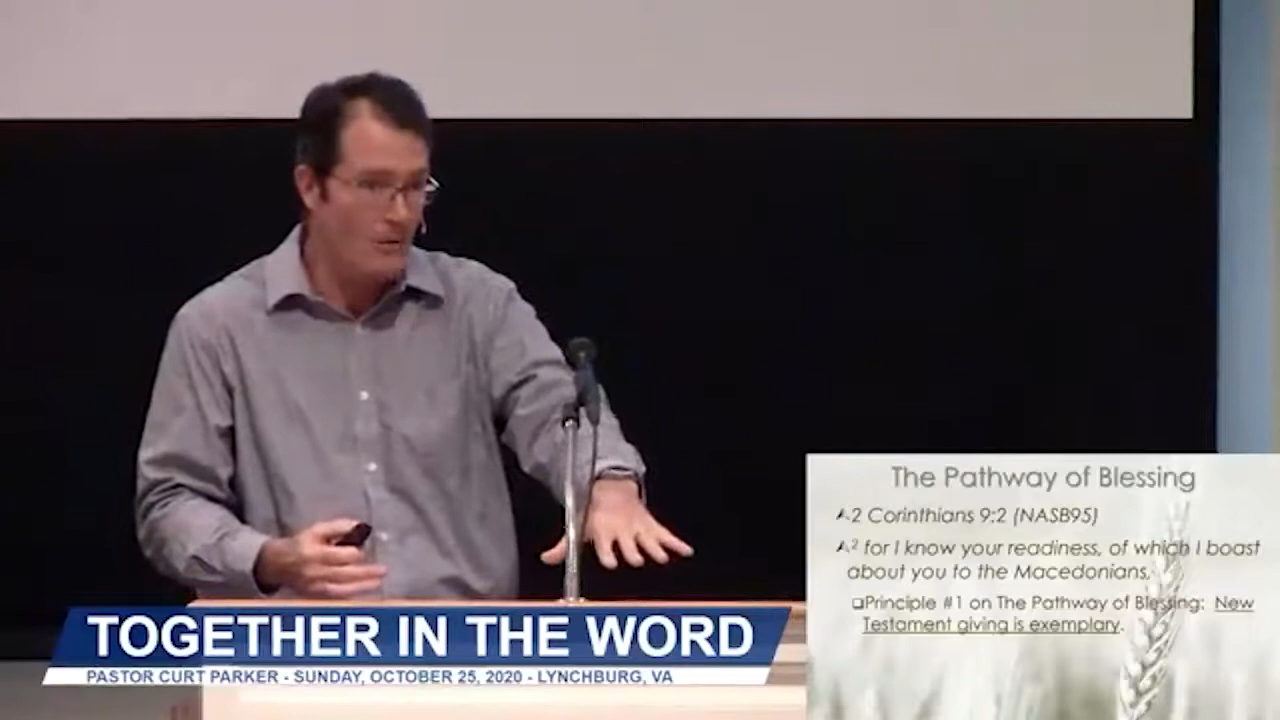 TOGETHER IN THE WORD
PASTOR CURT PARKER - SUNDAY, OCTOBER 25, 2020 - LYNCHBURG, VA
The Pathway of Blessing
2 Corinthians 9:2 (NASB95)
2 for I know your readiness, of which I boast
about you to the Macedonians,
Principle #1 on The Pathway of Blessing: New
Testament giving is exemplary.